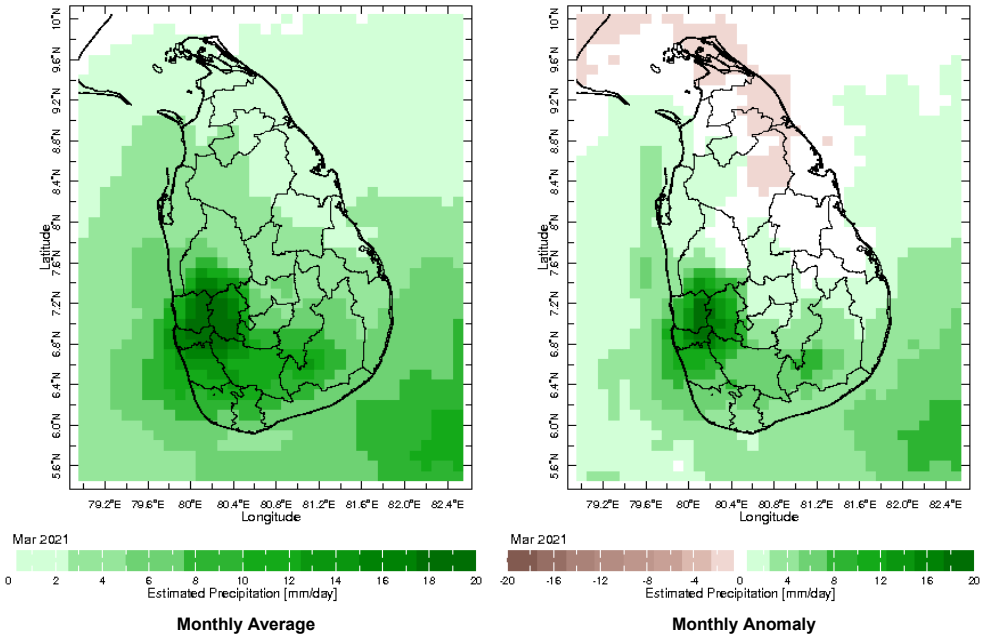 10°N
9.6°N
9.2°N
8.8°N
8.4°N
8°N
7.6°N
7.2°N
6.8°N
6.4°N
6.0°N
5.6°N
Latitude
79.2°E 79.6°E 80°E 80.4°E 80.8°E 81.2°E 81.6°E 82.0°E 82.4°E
Longitude
Mar 2021
0 2 4 6 8 10 12 14 16 18 20
Estimated Precipitation [mm/day]
Monthly Average
10°N
9.6°N
9.2°N
8.8°N
8.4°N
8°N
7.6°N
7.2°N
6.8°N
6.4°N
6.0°N
5.6°N
Latitude
79.2°E 79.6°E 80°E 80.4°E 80.8°E 81.2°E 81.6°E 82.0°E 82.4°E
Longitude
Mar 2021
-20 -16 -12 -8 -4 0 4 8 12 16 20
Estimated Precipitation [mm/day]
Monthly Anomaly